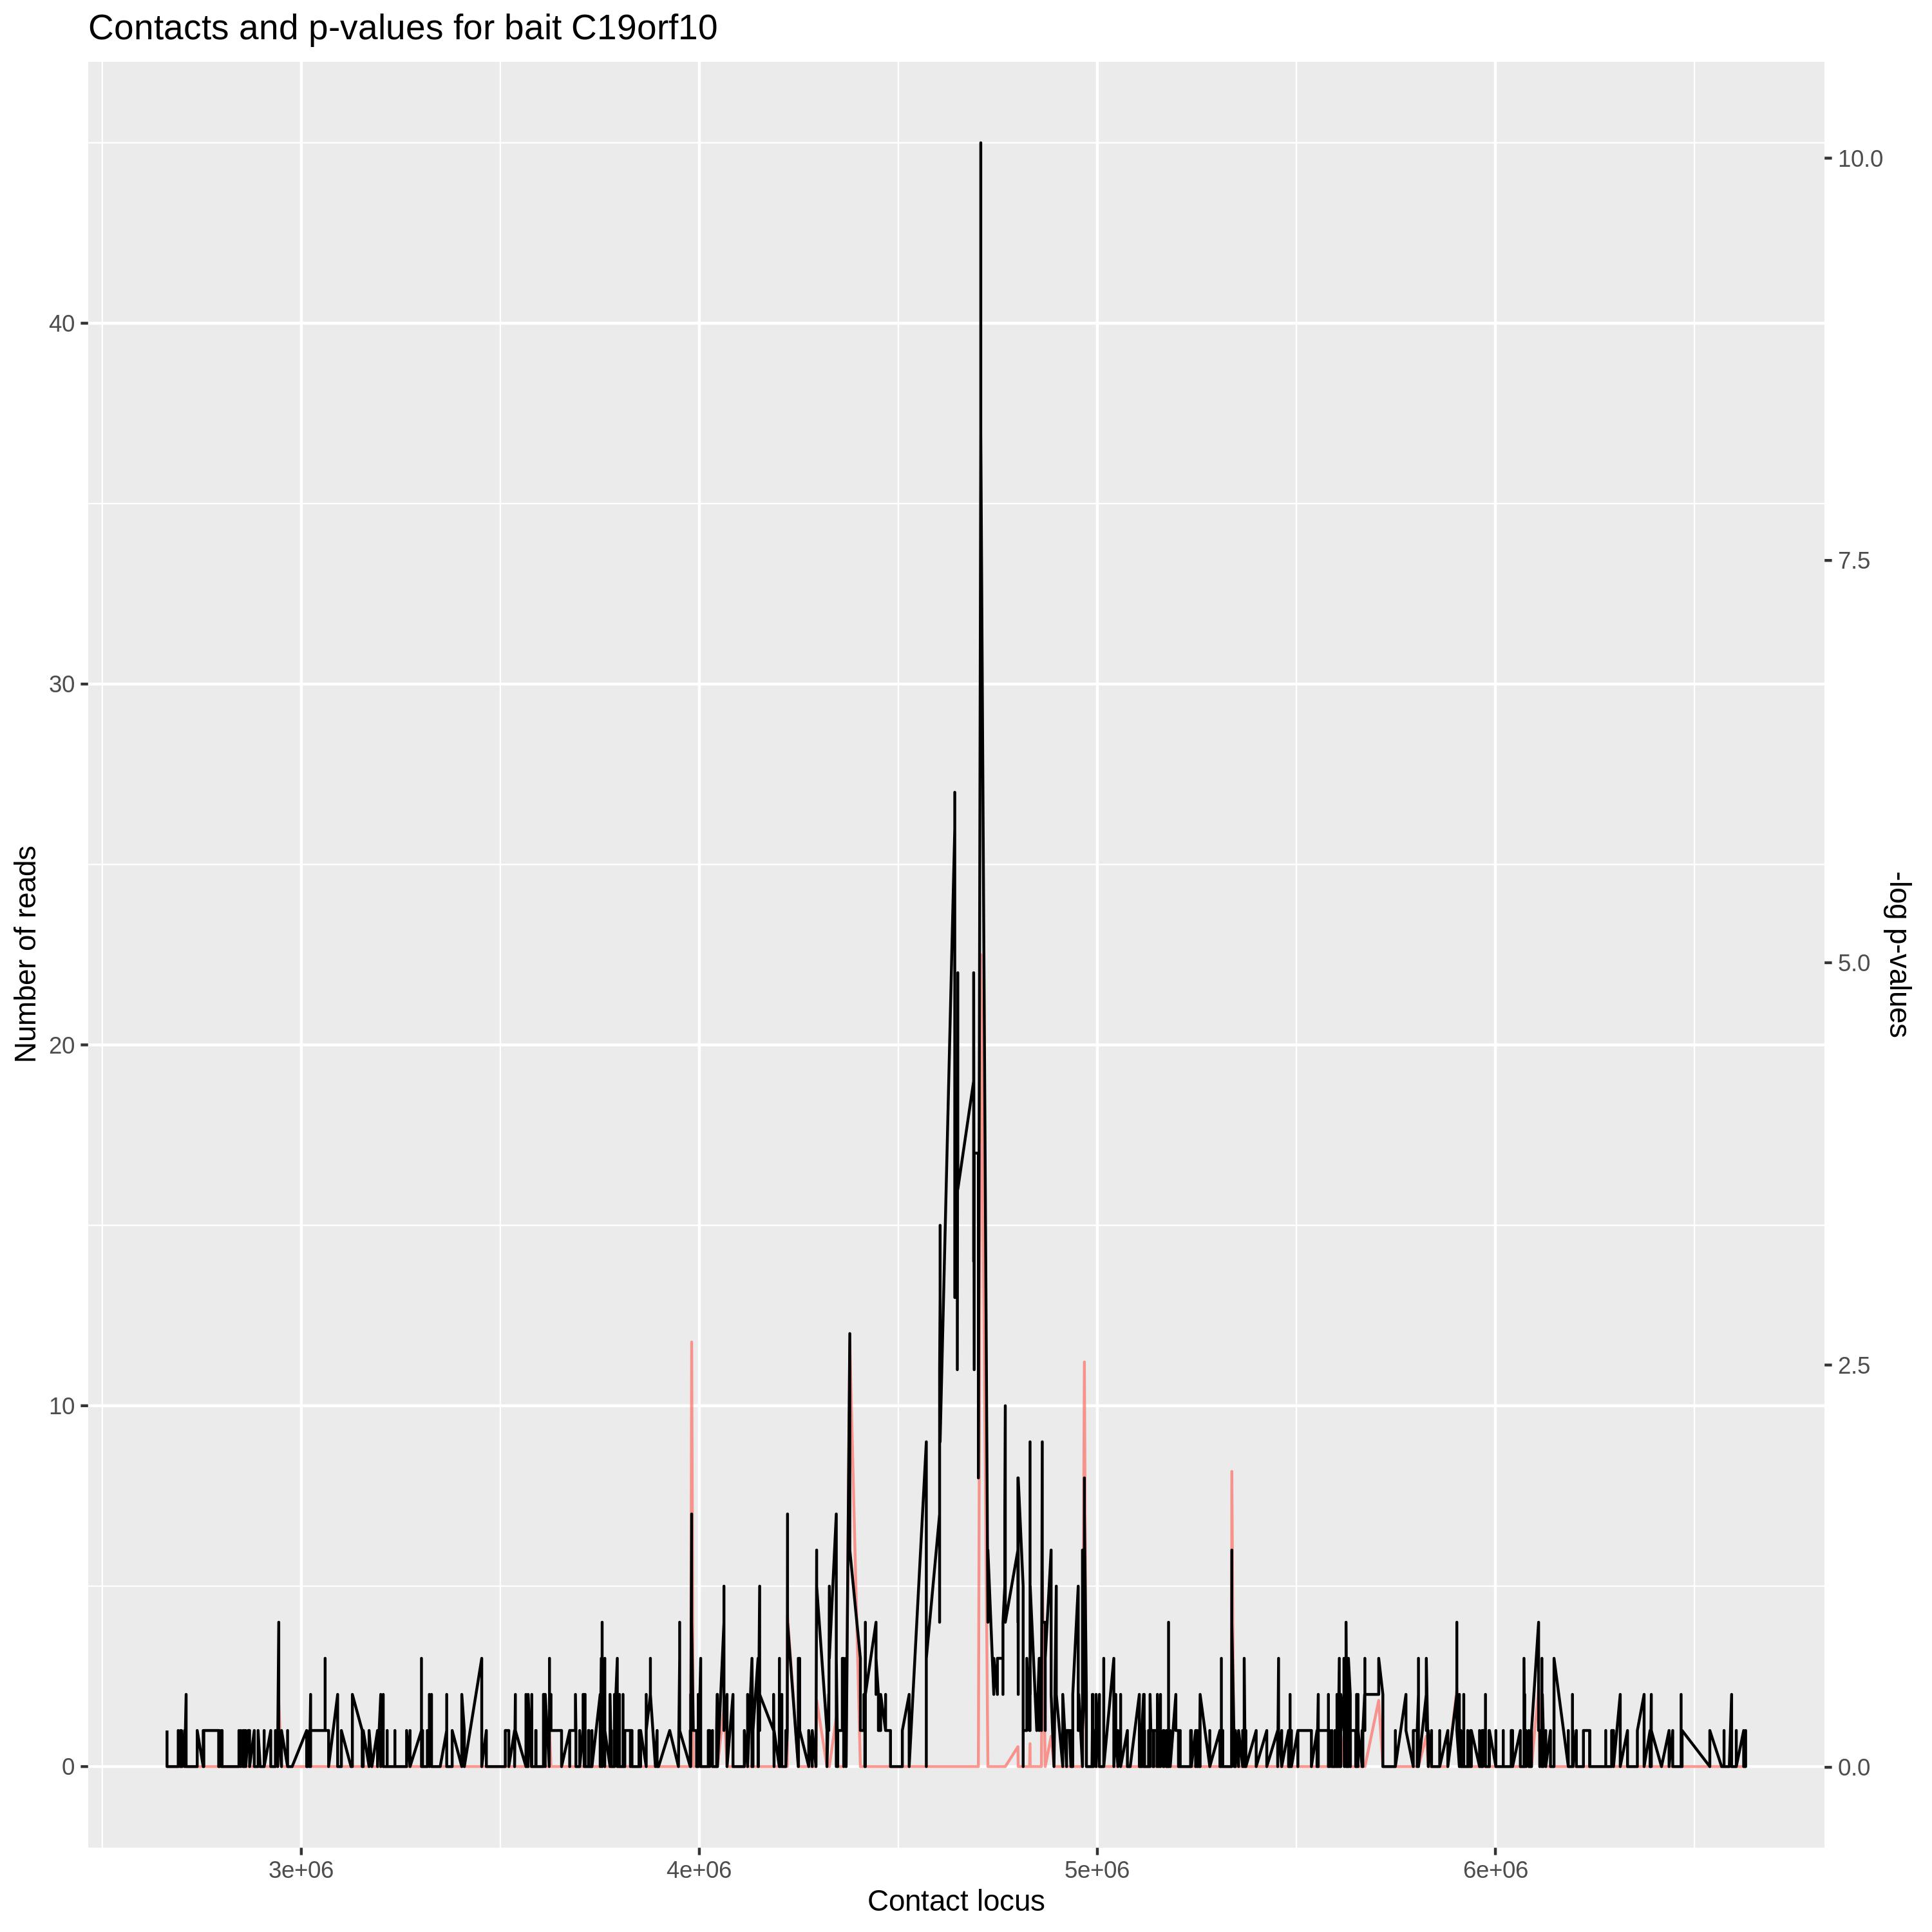 Contacts and p-values for bait C19orf10
Number of reads
40
30
20
10
0
10.0
7.5
5.0
2.5
0.0
-log p-values
3e+06
4e+06
5e+06
6e+06
Contact locus